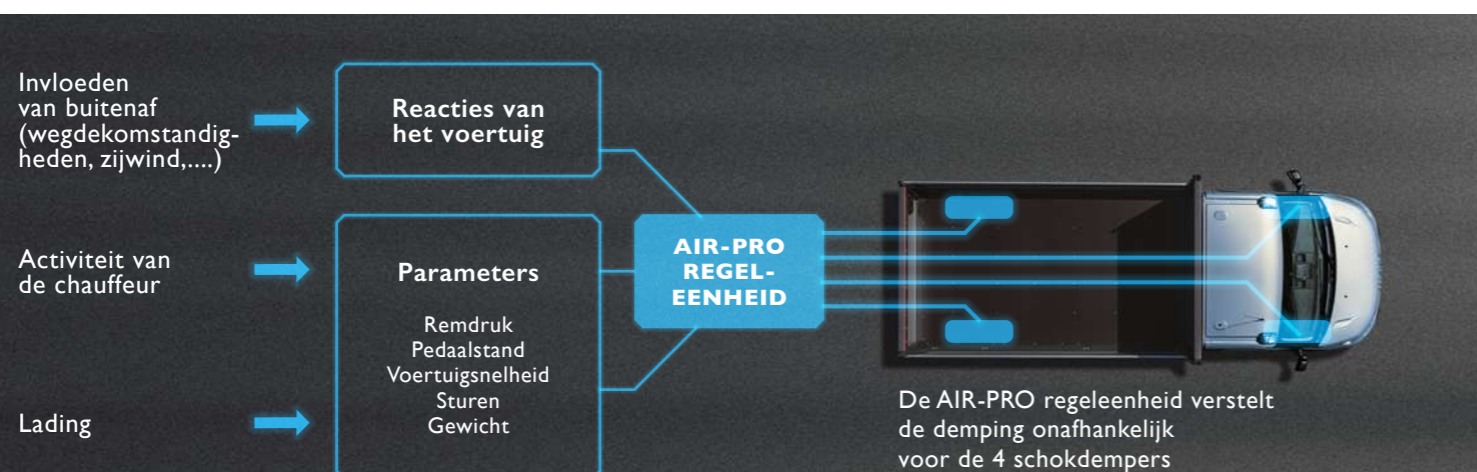 Invloeden
van buitenaf
(wegdekomstandig-
heden, zijwind,....)
Reacties van
het voertuig
Activiteit van
de chauffeur
Lading
Parameters
Remdruk
Pedaalstand
Voertuigsnelheid
Sturen
Gewicht
AIR-PRO
REGEL-
EENHEID
De AIR-PRO regeleenheid verstelt
de demping onafhankelijk
voor de 4 schokdempers